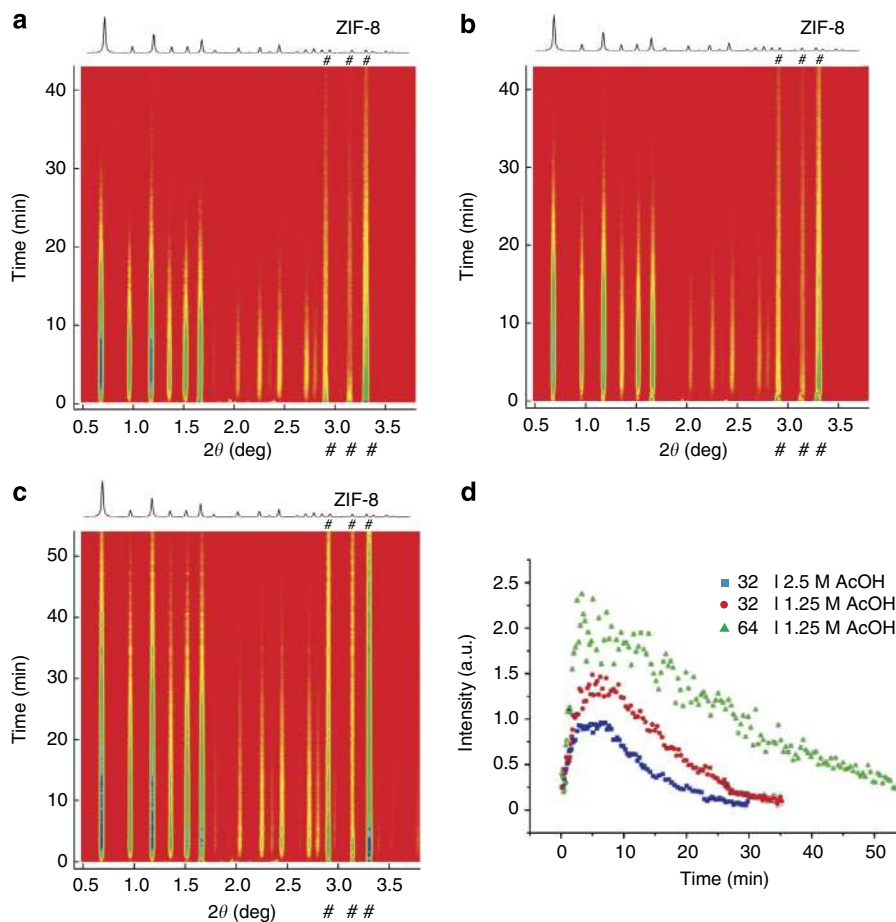 a
ZIF-8
# # #
40
30
20
10
0
Time (min)
0.5 1.0 1.5 2.0 2.5 3.0 3.5
2θ (deg)
# # #
b
ZIF-8
# # #
40
30
20
10
0
Time (min)
0.5 1.0 1.5 2.0 2.5 3.0 3.5
2θ (deg)
# # #
c
ZIF-8
# # #
50
40
30
20
10
0
Time (min)
0.5 1.0 1.5 2.0 2.5 3.0 3.5
2θ (deg)
# # #
d
32 l 2.5 M AcOH
32 l 1.25 M AcOH
64 l 1.25 M AcOH
2.5
2.0
1.5
1.0
0.5
0
Intensity (a.u.)
0 10 20 30 40 50
Time (min)